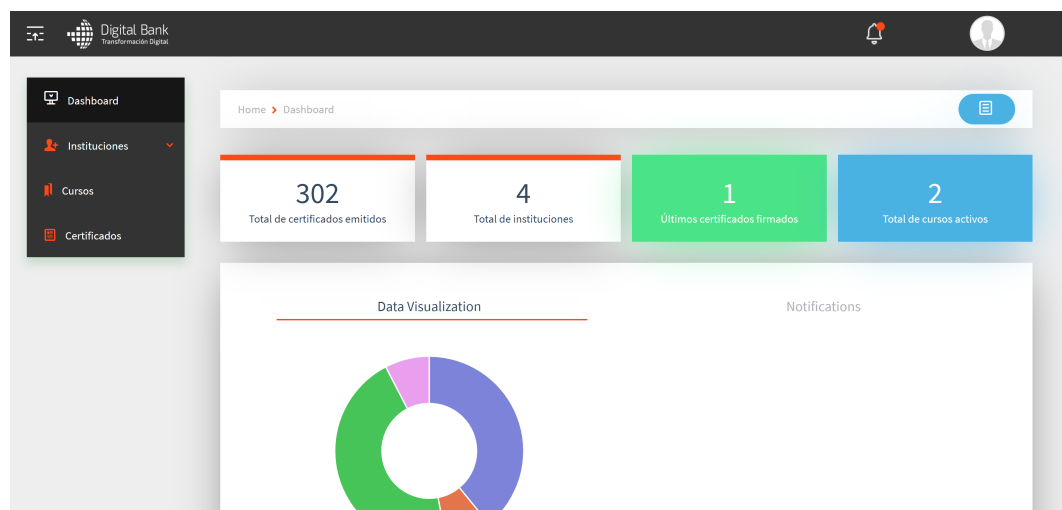 Digital Bank
Transformación Digital
Dashboard
Instituciones
Cursos
Certificados
Home > Dashboard
302
Total de certificados emitidos
4
Total de instituciones
1
Últimos certificados firmados
2
Total de cursos activos
Data Visualization
Notifications